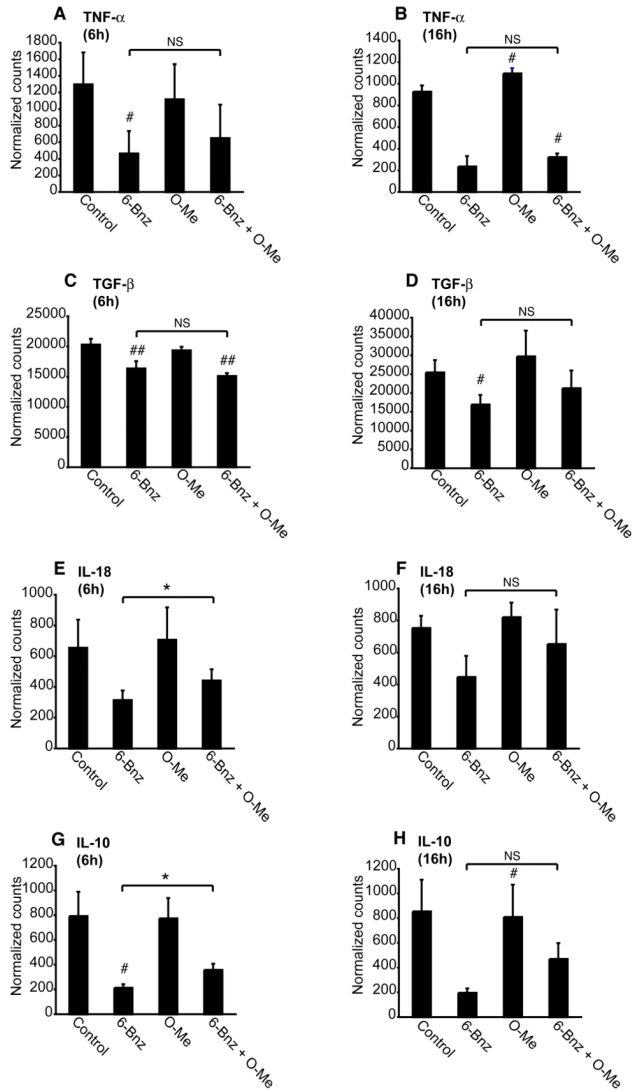 A TNF-α
(6h)
NS
Normalized counts
1800
1600
1400
1200
1000
800
600
400
200
0
#
Control
6-Bnz
O-Me
6-Bnz + O-Me
B TNF-α
(16h)
NS
Normalized counts
1400
1200
1000
800
600
400
200
0
#
#
Control
6-Bnz
O-Me
6-Bnz + O-Me
C TGF-β
(6h)
NS
Normalized counts
25000
20000
15000
10000
5000
0
##
##
Control
6-Bnz
O-Me
6-Bnz + O-Me
D TGF-β
(16h)
NS
Normalized counts
40000
35000
30000
25000
20000
15000
10000
5000
0
#
Control
6-Bnz
O-Me
6-Bnz + O-Me
E IL-18
(6h)
*
Normalized counts
1000
800
600
400
200
0
Control
6-Bnz
O-Me
6-Bnz + O-Me
F IL-18
(16h)
NS
Normalized counts
1000
800
600
400
200
0
Control
6-Bnz
O-Me
6-Bnz + O-Me
G IL-10
(6h)
*
Normalized counts
1200
1000
800
600
400
200
0
#
Control
6-Bnz
O-Me
6-Bnz + O-Me
H IL-10
(16h)
NS
Normalized counts
1200
1000
800
600
400
200
0
#
Control
6-Bnz
O-Me
6-Bnz + O-Me